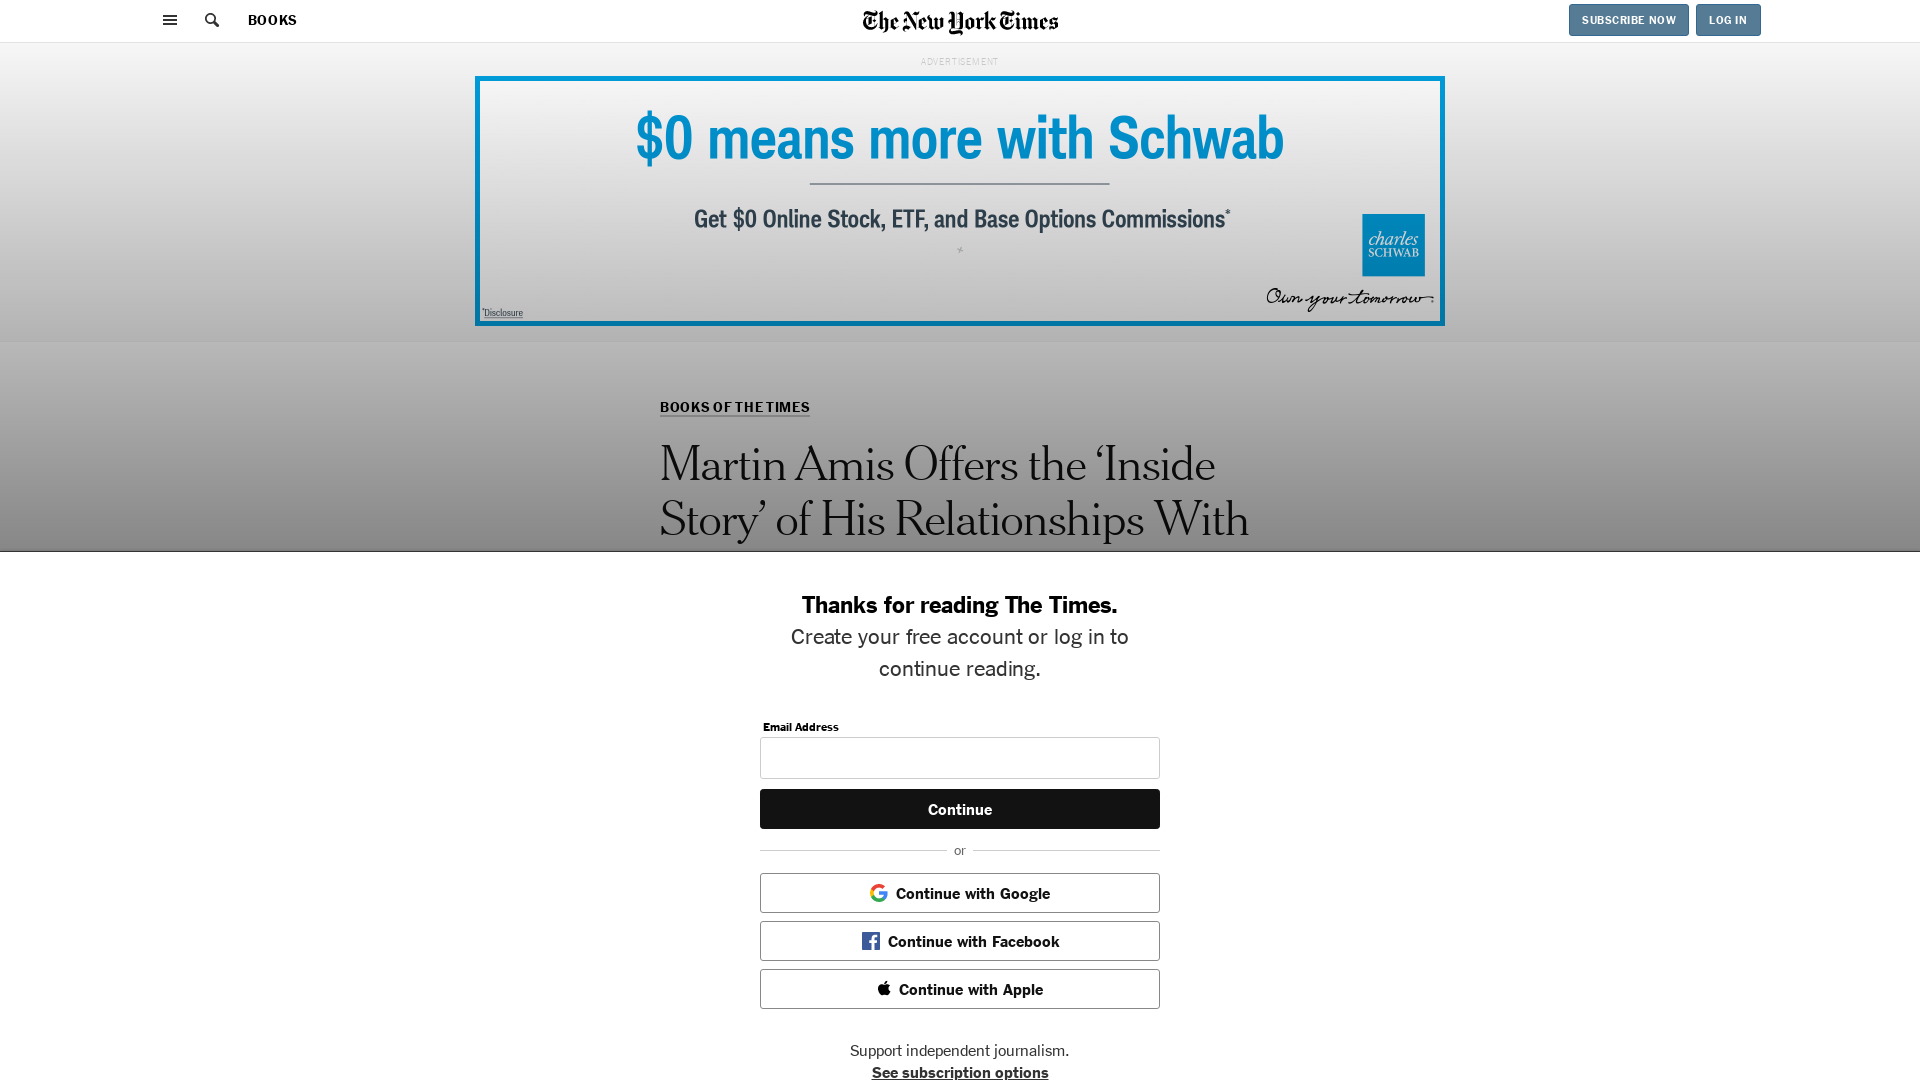 BOOKS
The New York Times
SUBSCRIBE NOW
LOG IN
ADVERTISEMENT
$0 means more with Schwab
Get $0 Online Stock, ETF, and Base Options Commissions*
charles
SCHWAB
Own your tomorrow
*Disclosure
BOOKS OF THE TIMES
Martin Amis Offers the ‘Inside
Story’ of His Relationships With
Thanks for reading The Times.
Create your free account or log in to
continue reading.
Email Address
Continue
or
Continue with Google
Continue with Facebook
Continue with Apple
Support independent journalism.
See subscription options